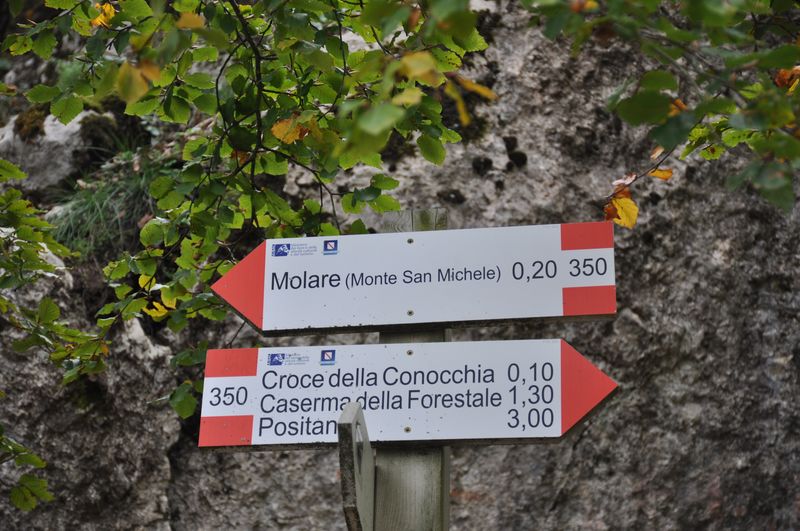 Molare (Monte San Michele) 0,20 350
350
Croce della Conocchia 0,10
Caserma della Forestale 1,30
Positan 3,00